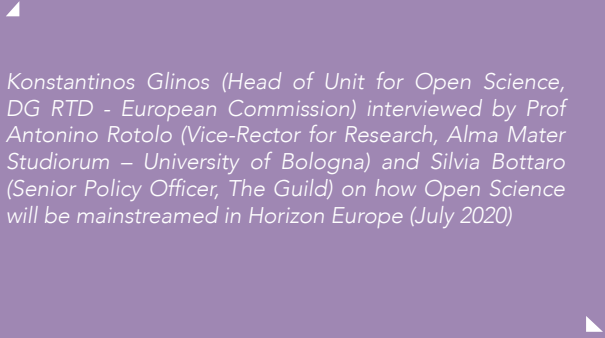 Konstantinos Glinos (Head of Unit for Open Science,
DG RTD - European Commission) interviewed by Prof
Antonino Rotolo (Vice-Rector for Research, Alma Mater
Studiorum – University of Bologna) and Silvia Bottaro
(Senior Policy Officer, The Guild) on how Open Science
will be mainstreamed in Horizon Europe (July 2020)